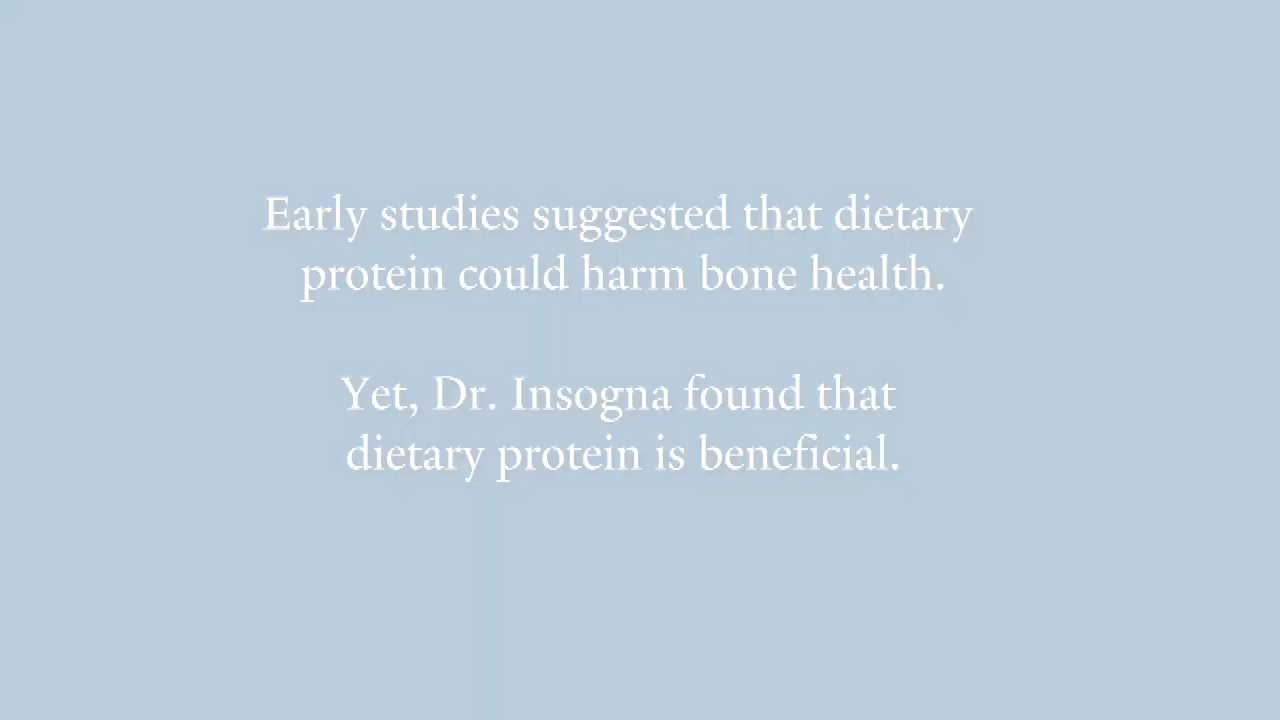 Early studies suggested that dietary
protein could harm bone health.
Yet, Dr. Insogna found that
dietary protein is beneficial.